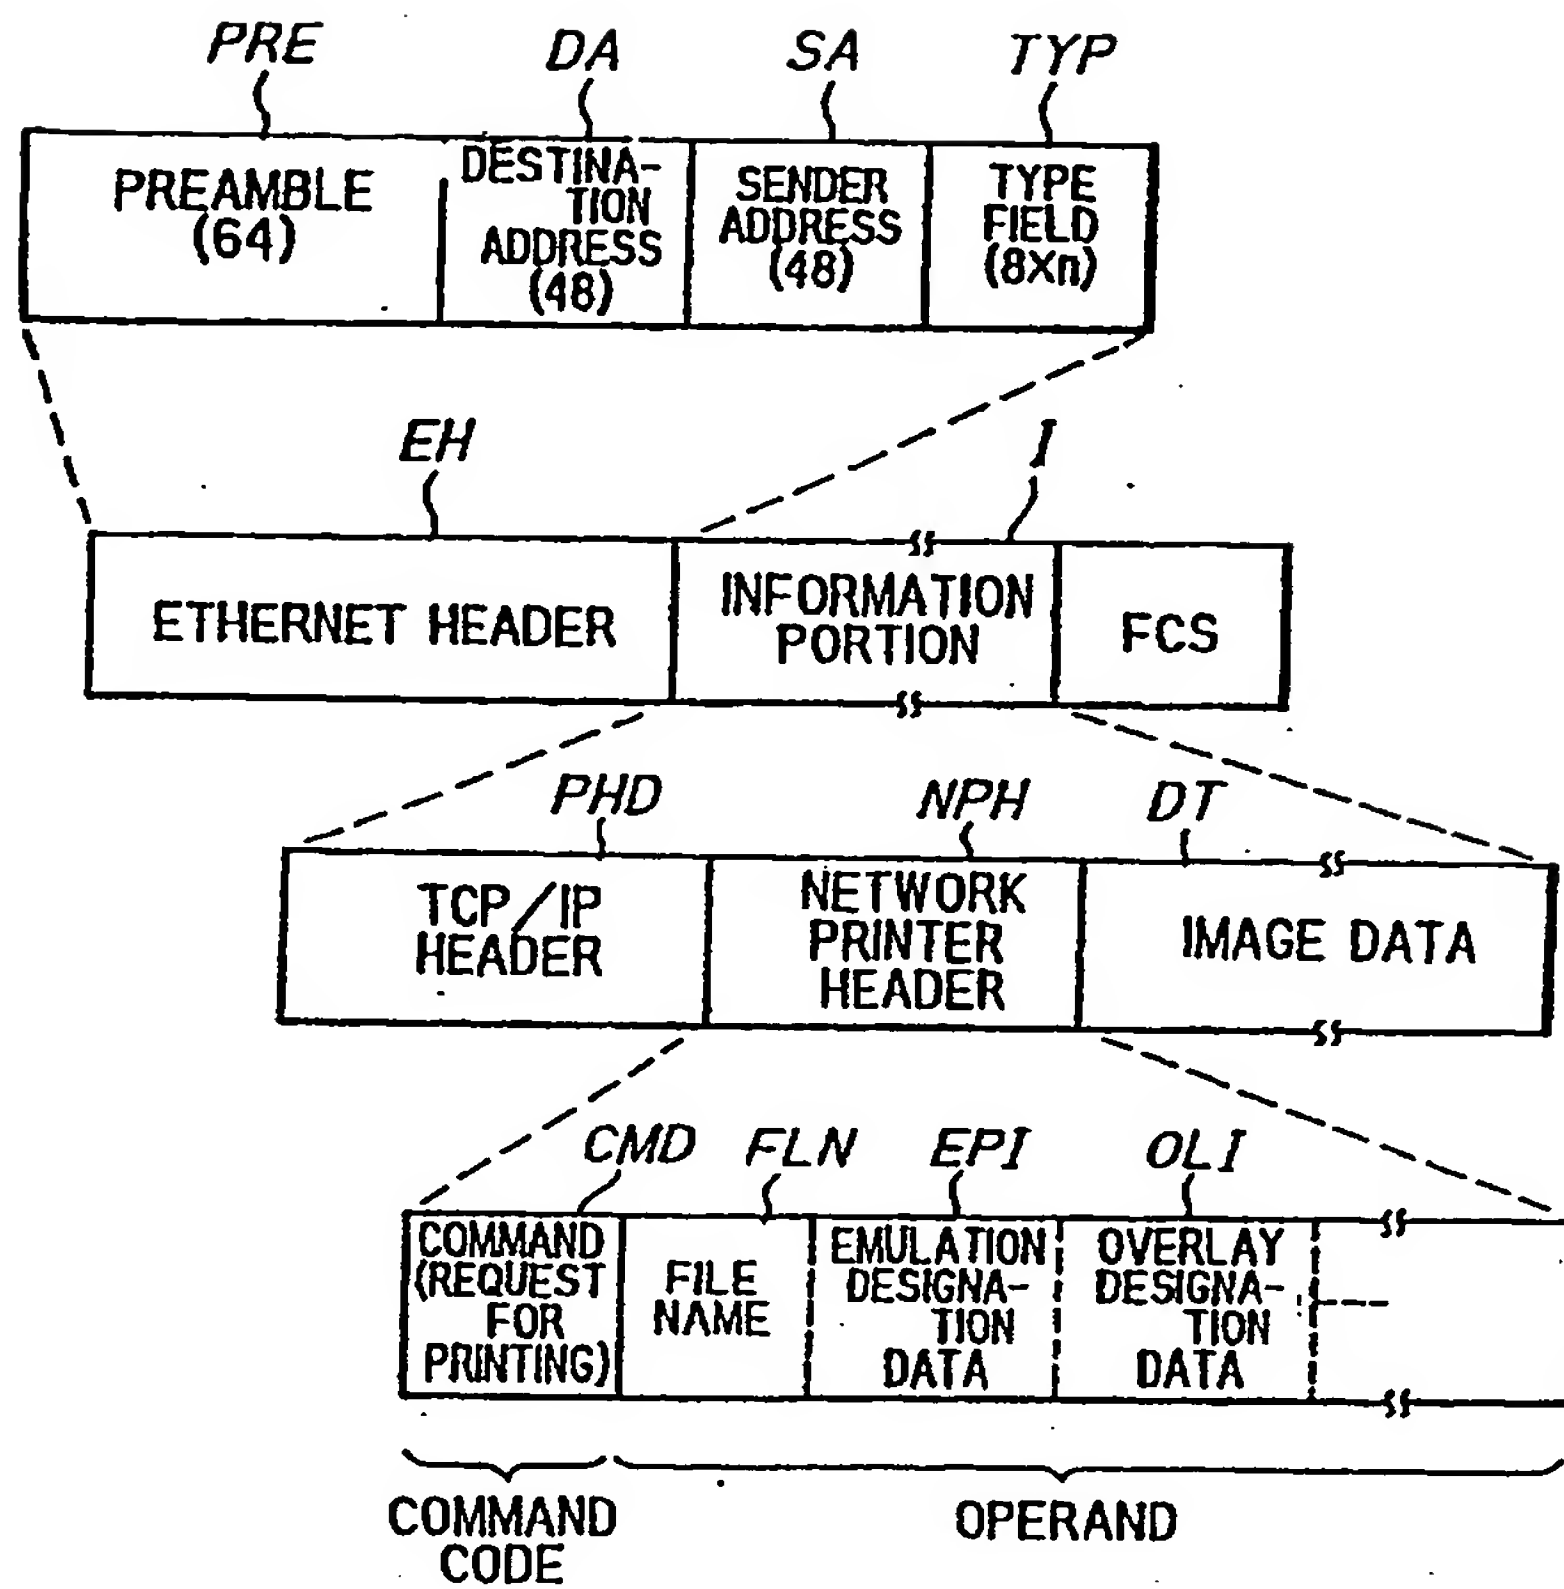 PRE DA SA TYP
PREAMBLE
(64)
DESTINA-
TION
ADDRESS
(48)
SENDER
ADDRESS
(48)
TYPE
FIELD
(8Xn)
EH I
ETHERNET HEADER
INFORMATION
PORTION
FCS
PHD NPH DT
TCP/IP
HEADER
NETWORK
PRINTER
HEADER
IMAGE DATA
CMD FLN EPI OLI
COMMAND
(REQUEST
FOR
PRINTING)
FILE
NAME
EMULATION
DESIGNA-
TION
DATA
OVERLAY
DESIGNA-
TION
DATA
COMMAND
CODE
OPERAND